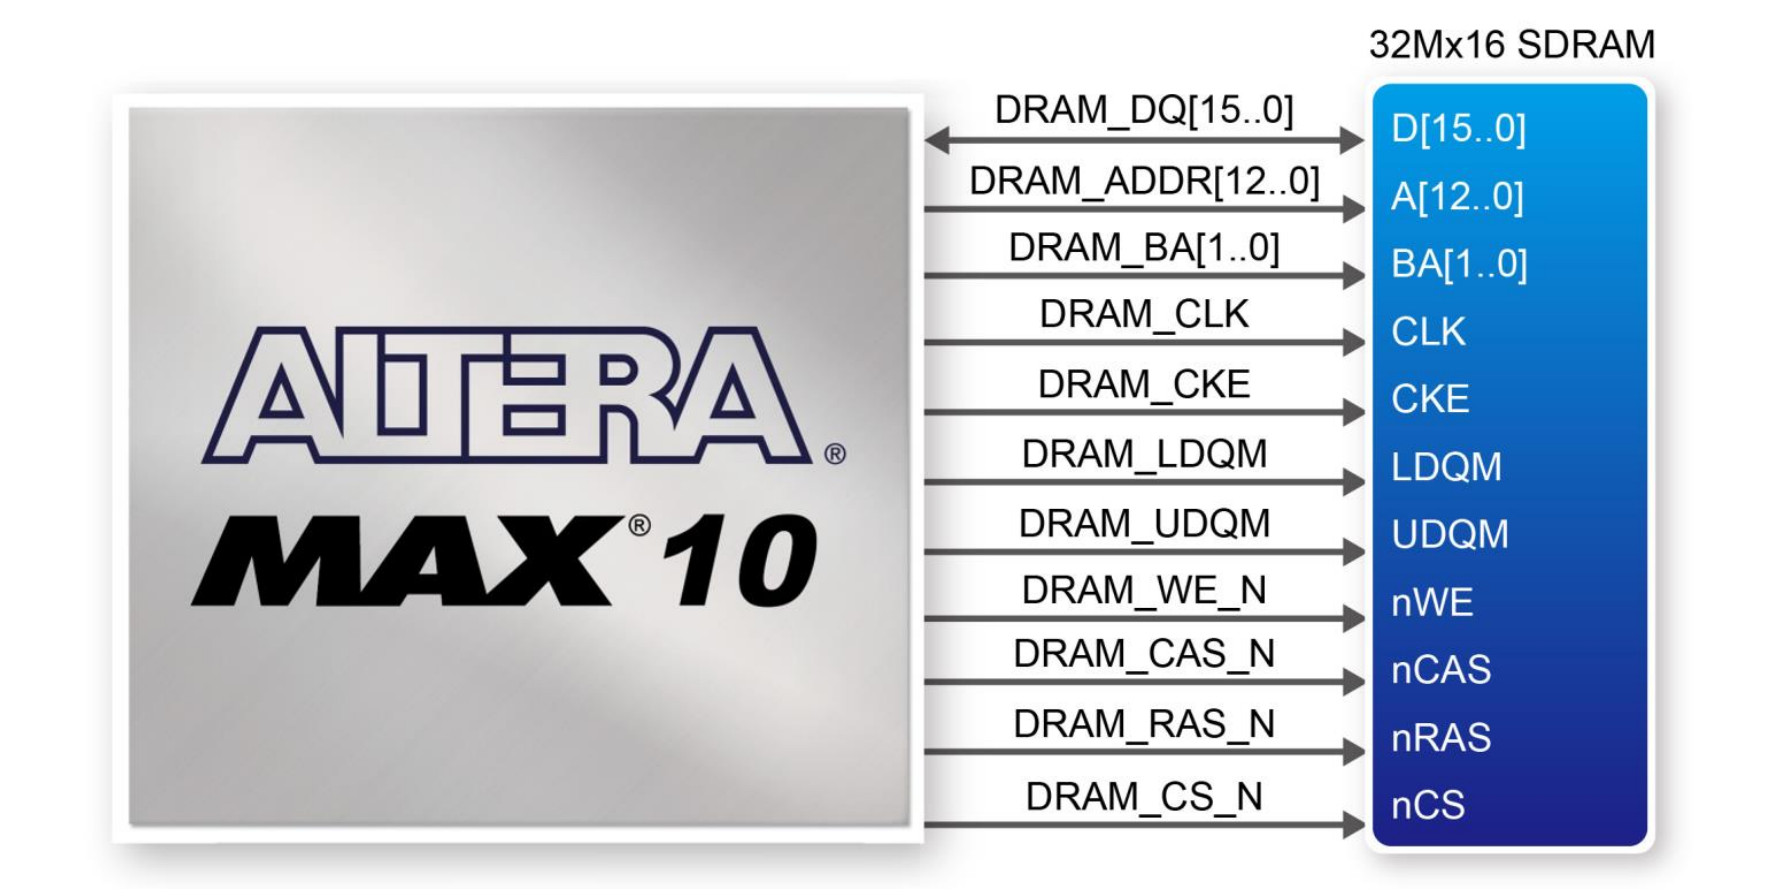 32Mx16 SDRAM
DRAM_DQ[15..0]
D[15..0]
DRAM_ADDR[12..0]
A[12..0]
DRAM_BA[1..0]
BA[1..0]
DRAM_CLK
CLK
DRAM_CKE
CKE
ALTERA®
DRAM_LDQM
LDQM
MAX®10
DRAM_UDQM
UDQM
DRAM_WE_N
nWE
DRAM_CAS_N
nCAS
DRAM_RAS_N
nRAS
DRAM_CS_N
nCS